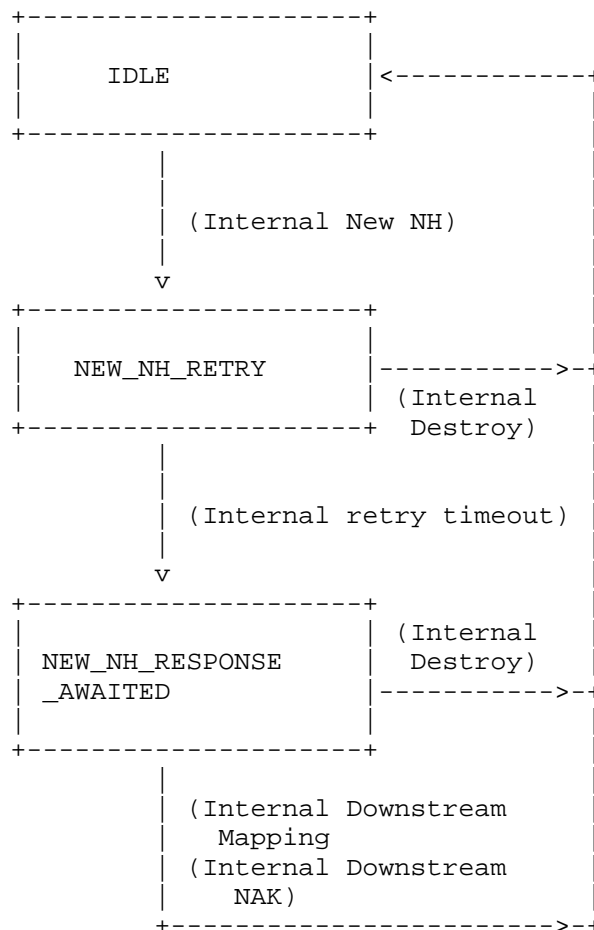 IDLE
(Internal New NH)
NEW_NH_RETRY
(Internal
Destroy)
(Internal retry timeout)
(Internal
NEW_NH_RESPONSE Destroy)
_AWAITED
(Internal Downstream
Mapping
(Internal Downstream
NAK)